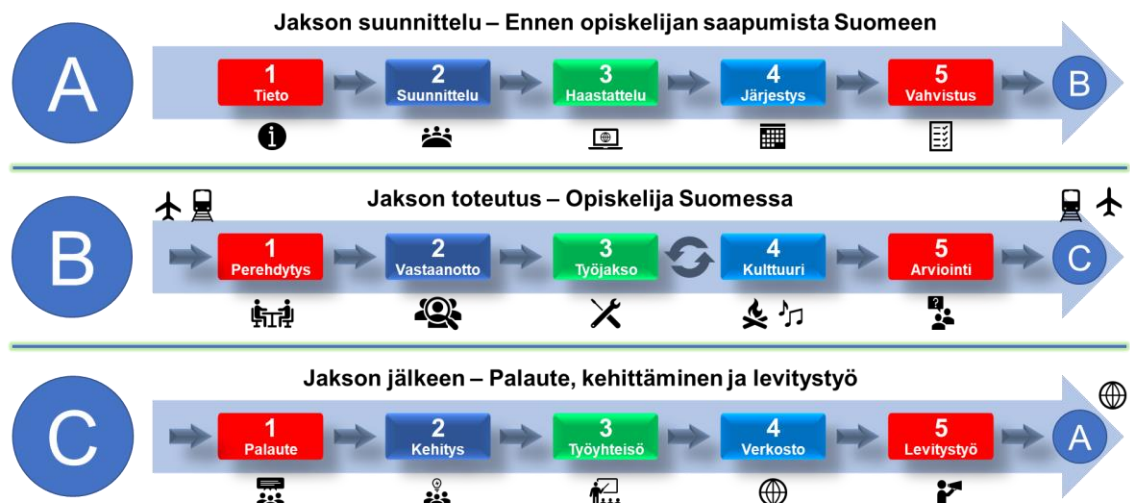 Jakson suunnittelu – Ennen opiskelijan saapumista Suomeen
A
1
Tieto
2
Suunnittelu
3
Haastattelu
4
Järjestys
5
Vahvistus
B
Jakson toteutus – Opiskelija Suomessa
B
1
Perehdytys
2
Vastaanotto
3
Työjakso
4
Kulttuuri
5
Arviointi
C
Jakson jälkeen – Palaute, kehittäminen ja levitystyö
C
1
Palaute
2
Kehitys
3
Työyhteisö
4
Verkosto
5
Levitystyö
A